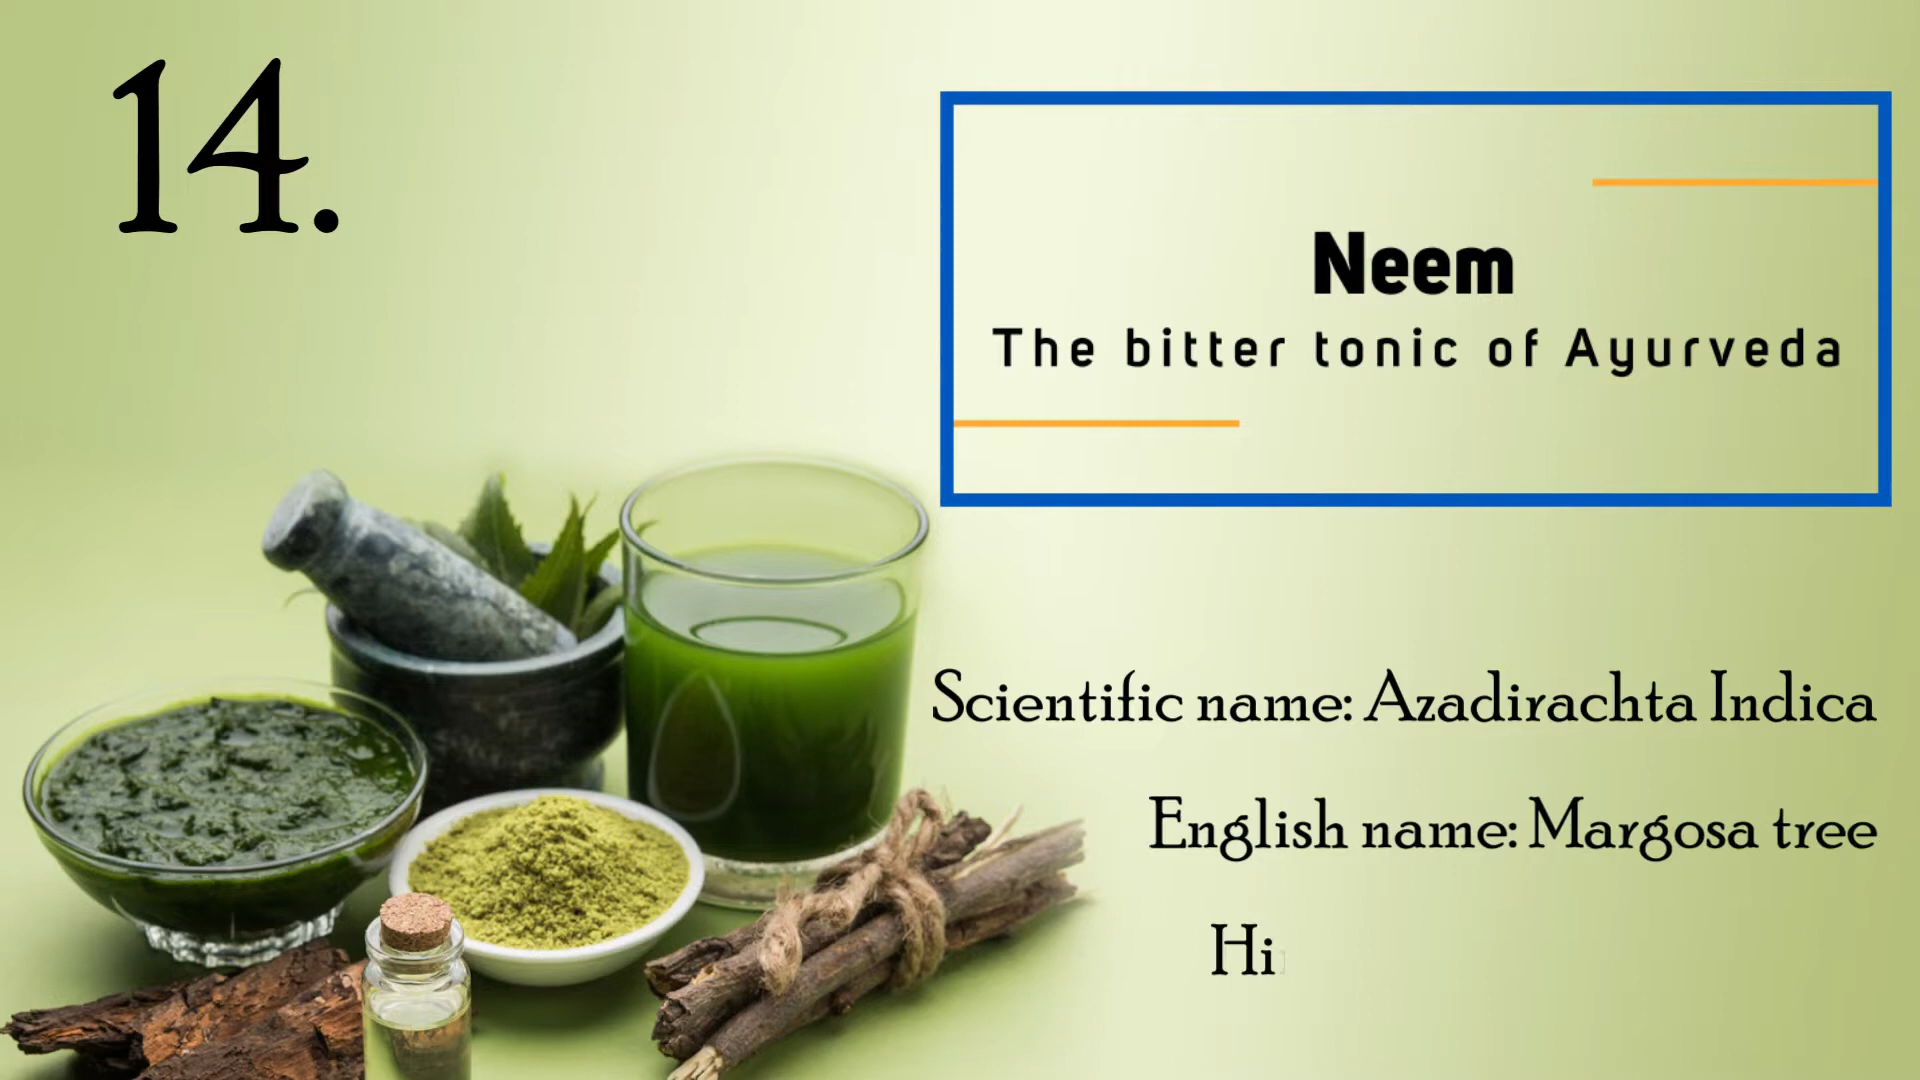 14.
Neem
The bitter tonic of Ayurveda
Scientific name: Azadirachta Indica
English name: Margosa tree
Hi